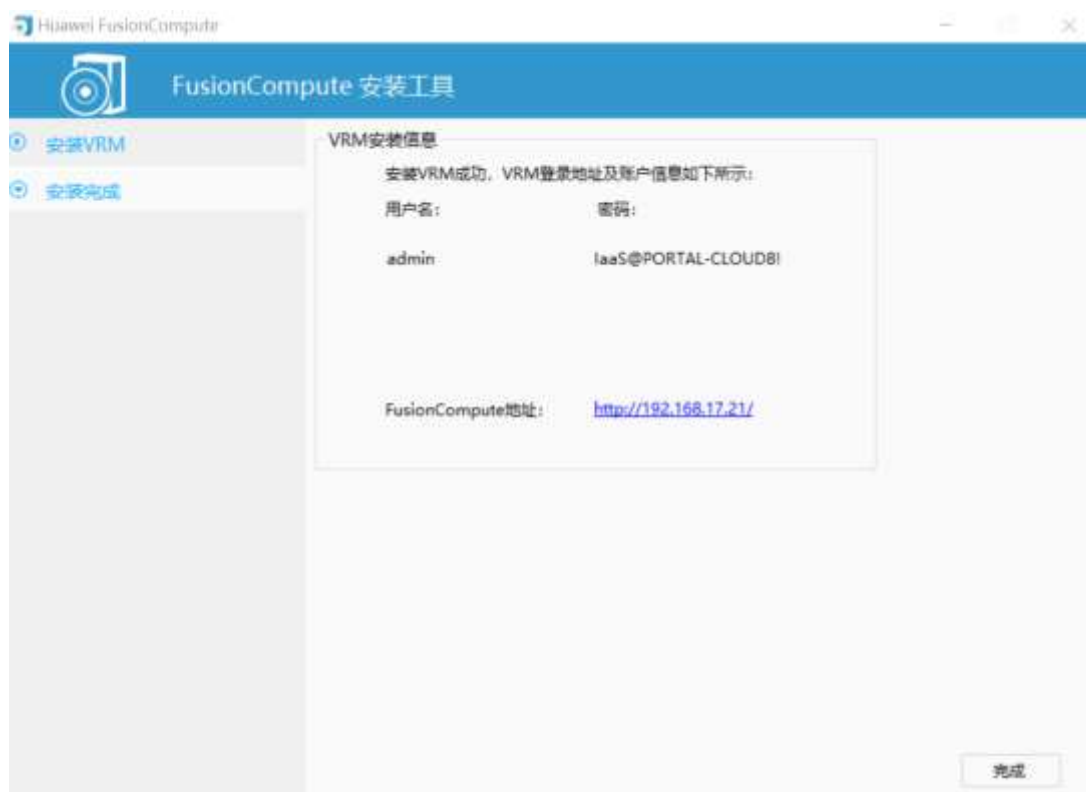 Huawei FusionCompute
FusionCompute 安装工具
安装VRM
安装完成
VRM安装信息
安装VRM成功，VRM登录地址及账户信息如下所示：
用户名： 密码：
admin IaaS@PORTAL-CLOUD8!
FusionCompute地址： http://192.168.17.21/
完成